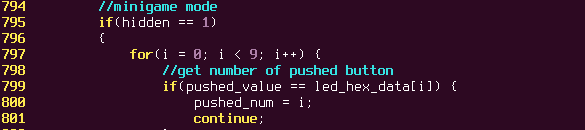 794         //minigame mode
795         if(hidden == 1)
796         {
797             for(i = 0; i < 9; i++) {
798                 //get number of pushed button
799                 if(pushed_value == led_hex_data[i]) {
800                     pushed_num = i;
801                     continue;